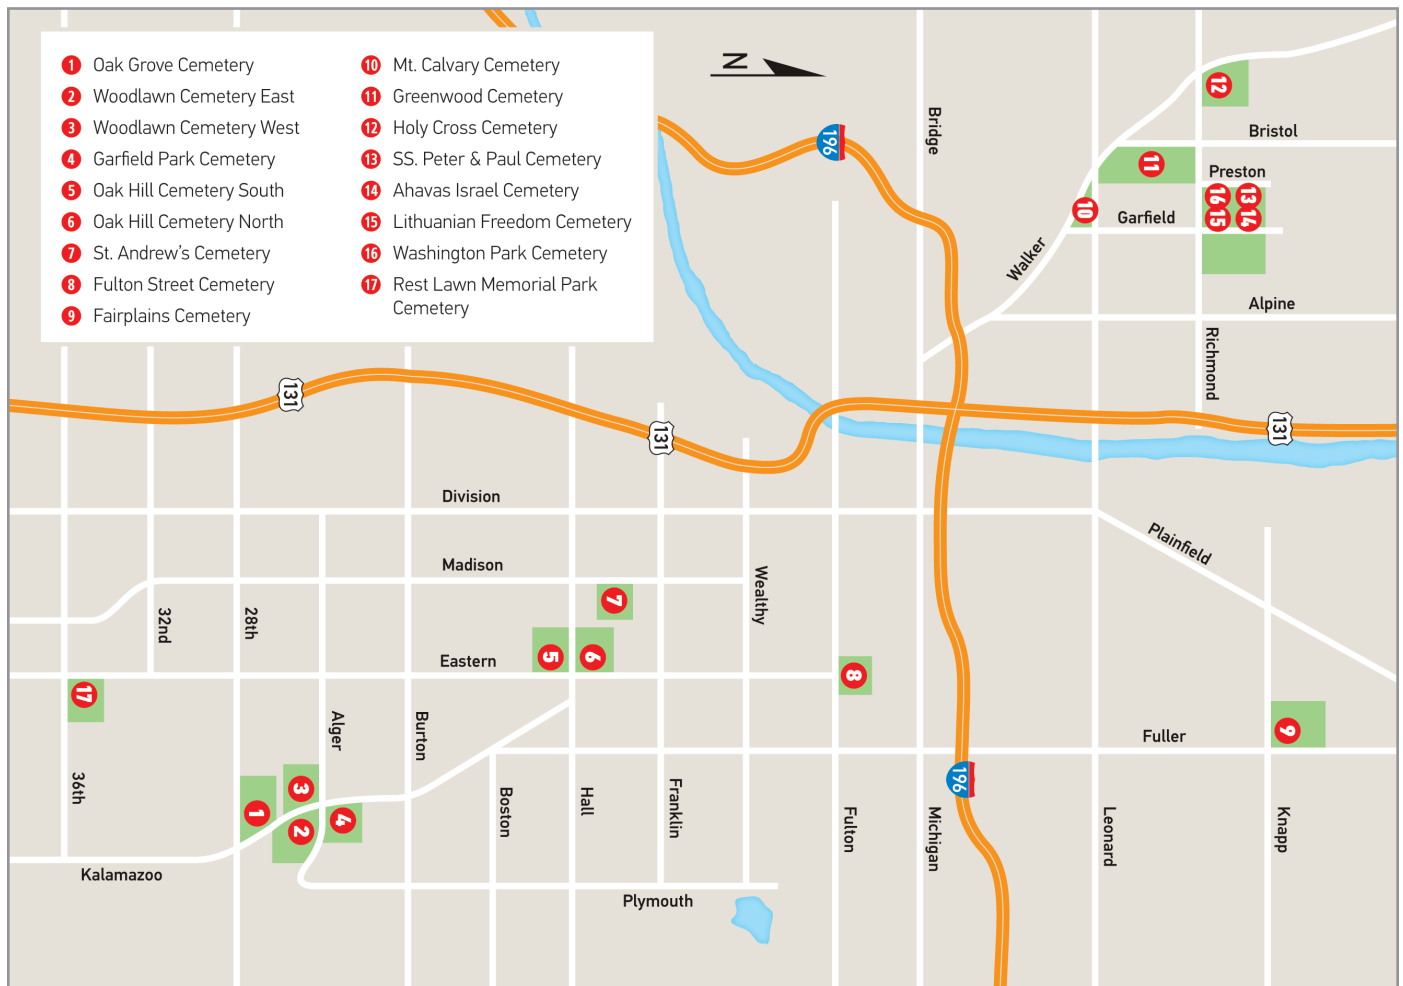 1 Oak Grove Cemetery
2 Woodlawn Cemetery East
3 Woodlawn Cemetery West
4 Garfield Park Cemetery
5 Oak Hill Cemetery South
6 Oak Hill Cemetery North
7 St. Andrew’s Cemetery
8 Fulton Street Cemetery
9 Fairplains Cemetery
10 Mt. Calvary Cemetery
11 Greenwood Cemetery
12 Holy Cross Cemetery
13 SS. Peter & Paul Cemetery
14 Ahavas Israel Cemetery
15 Lithuanian Freedom Cemetery
16 Washington Park Cemetery
17 Rest Lawn Memorial Park
Cemetery
N
196
Bridge
12
Bristol
11
Preston
16
13
10
Garfield
15
14
Walker
Alpine
Richmond
131
131
131
Division
Plainfield
Madison
Wealthy
7
32nd
28th
5
6
Eastern
8
17
Alger
Burton
Fuller
9
36th
3
196
1
2
4
Boston
Hall
Franklin
Fulton
Michigan
Leonard
Knapp
Kalamazoo
Plymouth